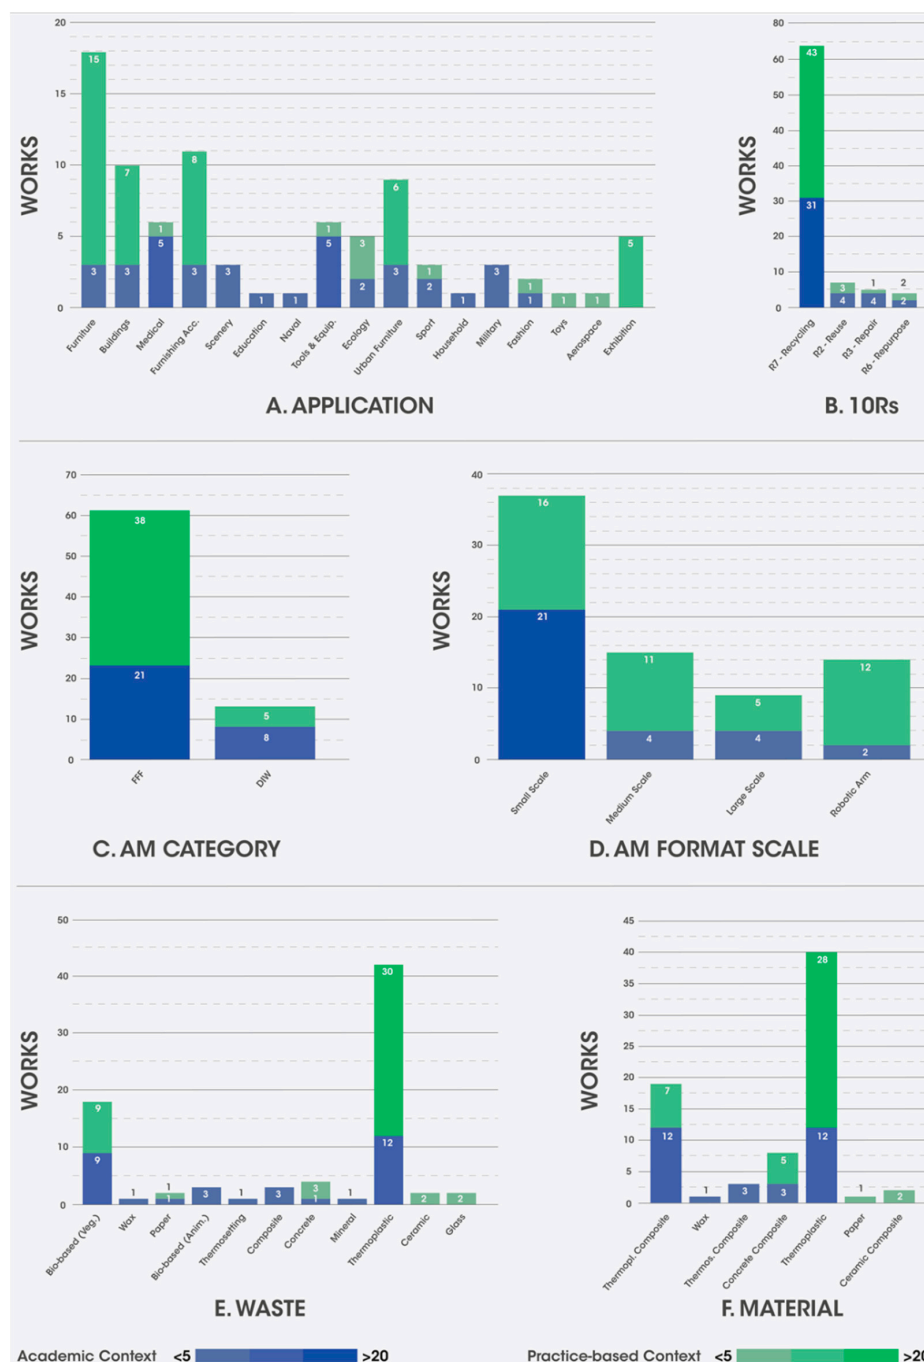 20
15
10
5
0
WORKS
15
3
7
3
1
5
8
3
3
1
1
1
5
3
2
6
3
1
2
1
3
1
1
1
1
5
Furniture
Buildings
Medical
Furnishing Acc.
Scenery
Education
Naval
Tools & Equip.
Ecology
Urban Furniture
Sport
Household
Military
Fashion
Toys
Aerospace
Exhibition
A. APPLICATION
80
60
50
40
30
20
10
0
WORKS
43
31
3
4
1
4
2
2
R7 - Recycling
R2 - Reuse
R3 - Repair
R6 - Repurpose
B. 10Rs
70
60
50
40
30
20
10
0
WORKS
38
21
5
8
FFF
DIW
C. AM CATEGORY
40
30
20
10
0
WORKS
16
21
11
4
5
4
12
2
Small Scale
Medium Scale
Large Scale
Robotic Arm
D. AM FORMAT SCALE
50
40
30
20
10
0
WORKS
9
9
1
1
1
3
1
3
3
1
1
30
12
2
2
Bio-based (Veg.)
Wax
Paper
Bio-based (Anim.)
Thermosetting
Composite
Concrete
Mineral
Thermoplastic
Ceramic
Glass
E. WASTE
45
40
35
30
25
20
15
10
5
0
WORKS
7
12
1
3
5
3
28
12
1
2
Thermopl. Composite
Wax
Thermos. Composite
Concrete Composite
Thermoplastic
Paper
Ceramic Composite
F. MATERIAL
Academic Context <5 >20
Practice-based Context <5 >20